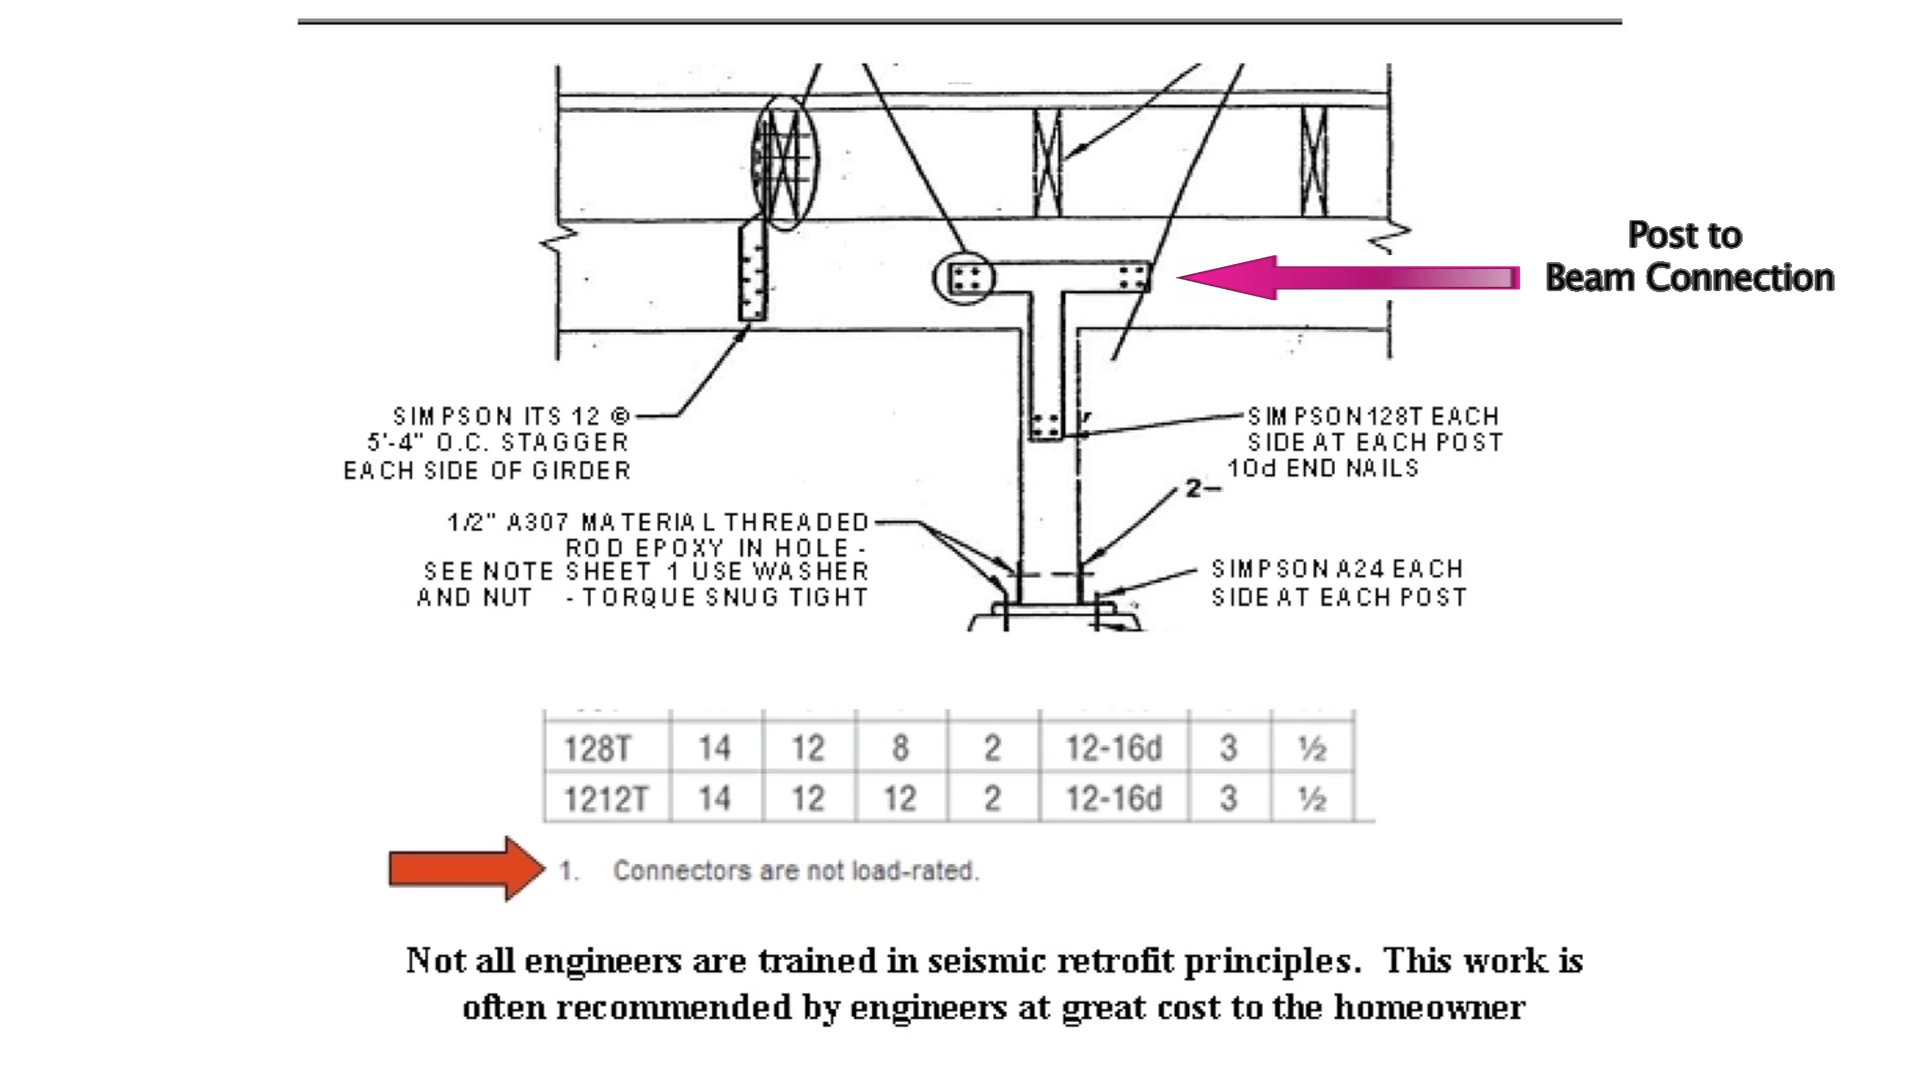 Post to
Beam Connection
SIMPSON ITS 12 @
5'-4" O.C. STAGGER
EACH SIDE OF GIRDER
SIMPSON 128T EACH
SIDE AT EACH POST
10d END NAILS
2-
1/2" A307 MATERIAL THREADED
ROD EPOXY IN HOLE -
SEE NOTE SHEET 1 USE WASHER
AND NUT - TORQUE SNUG TIGHT
SIMPSON A24 EACH
SIDE AT EACH POST
128T 14 12 8 2 12-16d 3 ½
1212T 14 12 12 2 12-16d 3 ½
1. Connectors are not load-rated.
Not all engineers are trained in seismic retrofit principles. This work is
often recommended by engineers at great cost to the homeowner